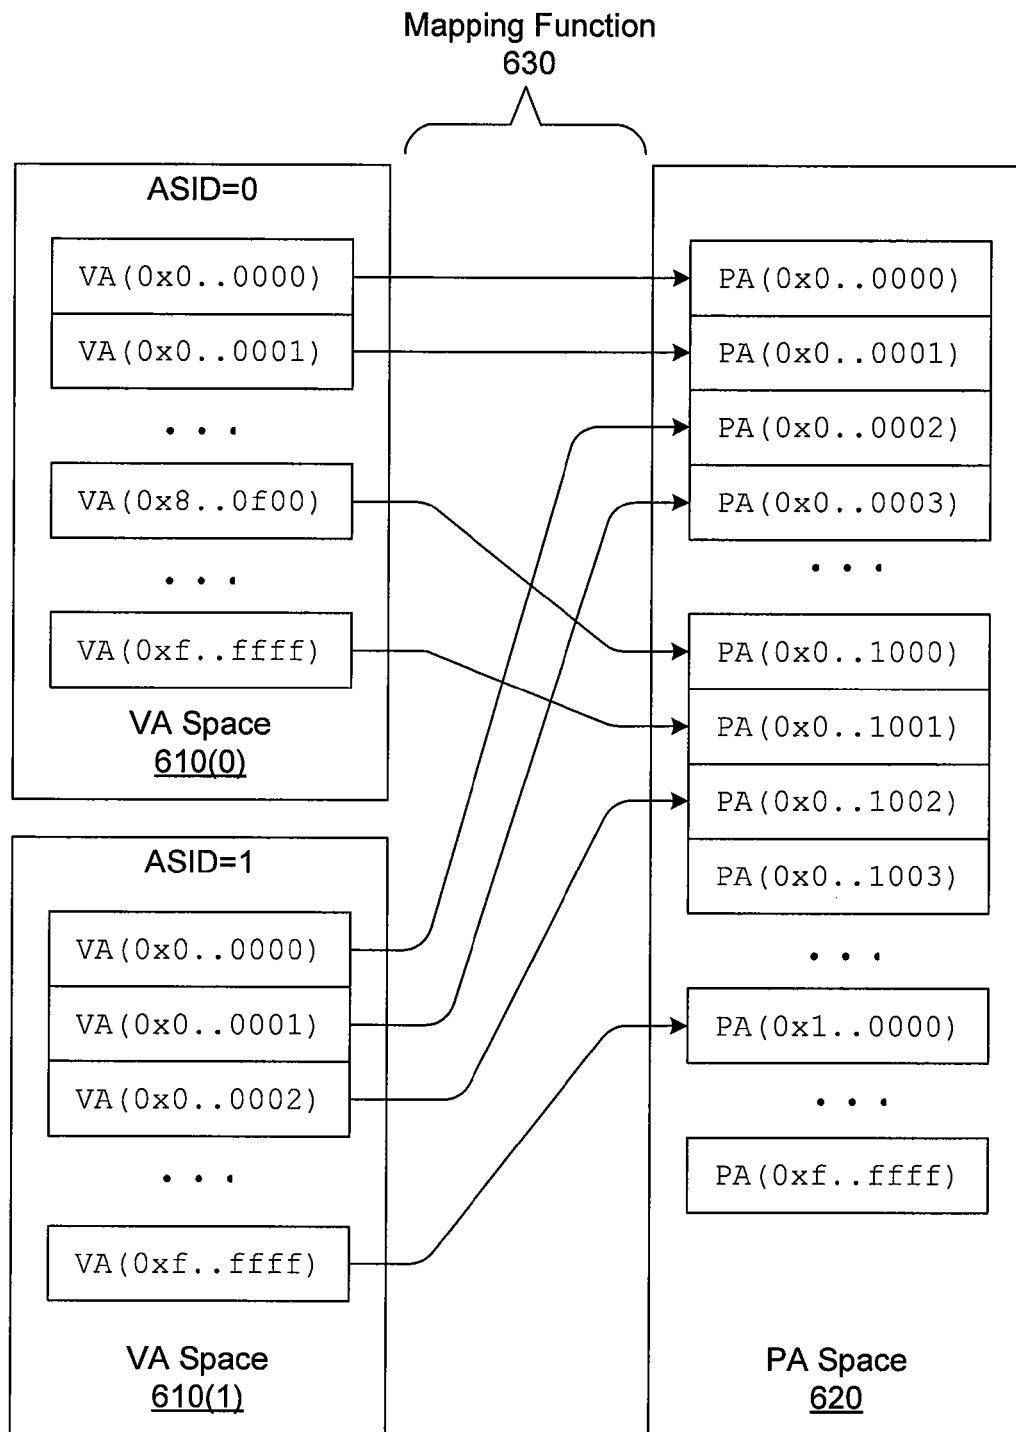 Mapping Function
630
ASID=0
VA(0x0..0000)
VA(0x0..0001)
. . .
VA(0x8..0f00)
. . .
VA(0xf..ffff)
VA Space
610(0)
ASID=1
VA(0x0..0000)
VA(0x0..0001)
VA(0x0..0002)
. . .
VA(0xf..ffff)
VA Space
610(1)
PA(0x0..0000)
PA(0x0..0001)
PA(0x0..0002)
PA(0x0..0003)
. . .
PA(0x0..1000)
PA(0x0..1001)
PA(0x0..1002)
PA(0x0..1003)
. . .
PA(0x1..0000)
. . .
PA(0xf..ffff)
PA Space
620